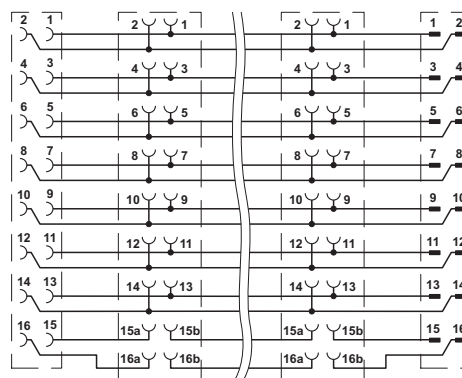 2 1 2 1 2 1 1 2
4 3 4 3 4 3 3 4
6 5 6 5 6 5 5 6
8 7 8 7 8 7 7 8
10 9 10 9 10 9 9 10
12 11 12 11 12 11 11 12
14 13 14 13 14 13 13 14
16 15 15a 15b 15a 15b 15 16
16a 16b 16a 16b